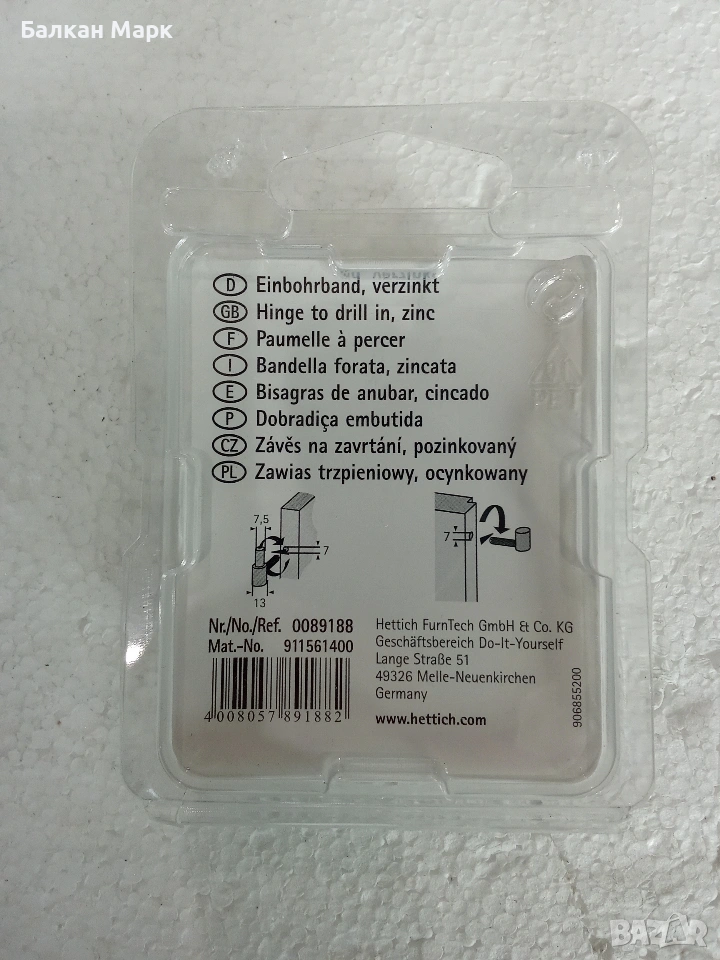 Балкан Марк
D Einbohrband, verzinkt
GB Hinge to drill in, zinc
F Paumelle à percer
I Bandella forata, zincata
E Bisagras de anubar, cincado
P Dobradiça embutida
CZ Závěs na zavrtání, pozinkovaný
PL Zawias trzpieniowy, ocynkowany
7,5
7
13
7
Nr./No./Ref. 0089188
Mat.-No. 911561400
4 008057 891882
Hettich FurnTech GmbH & Co. KG
Geschäftsbereich Do-It-Yourself
Lange Straße 51
49326 Melle-Neuenkirchen
Germany
www.hettich.com
906855200
BAZAR